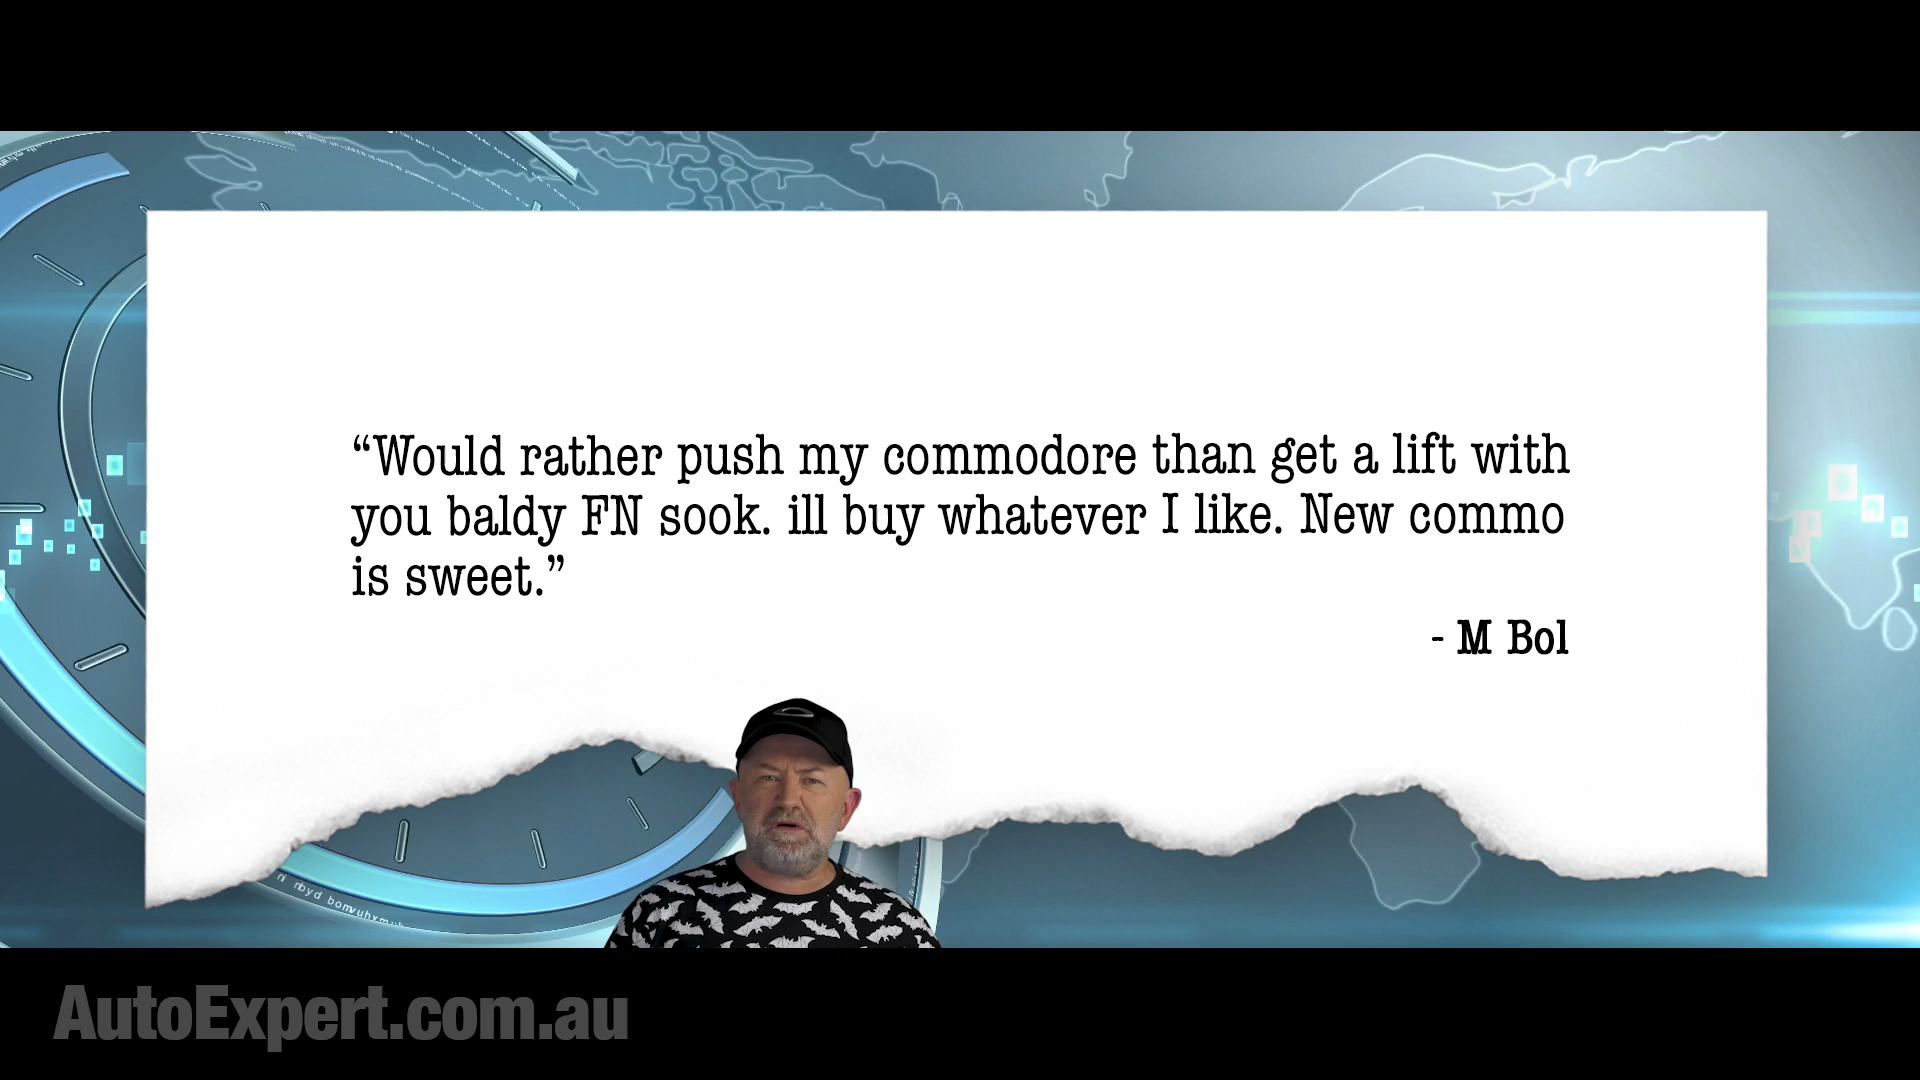 “Would rather push my commodore than get a lift with
you baldy FN sook. ill buy whatever I like. New commo
is sweet.”
- M Bol
AutoExpert.com.au